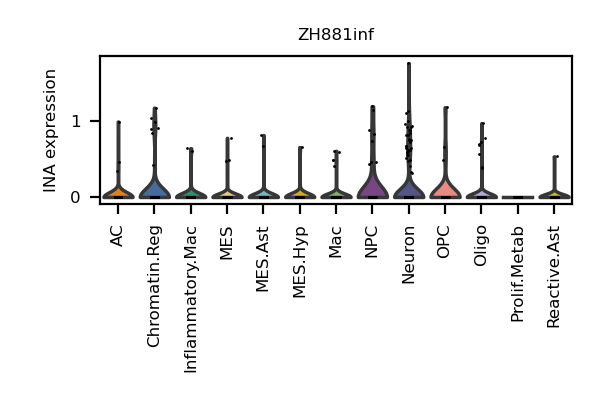 ZH881inf
INA expression
1
0
AC
Chromatin.Reg
Inflammatory.Mac
MES
MES.Ast
MES.Hyp
Mac
NPC
Neuron
OPC
Oligo
Prolif.Metab
Reactive.Ast